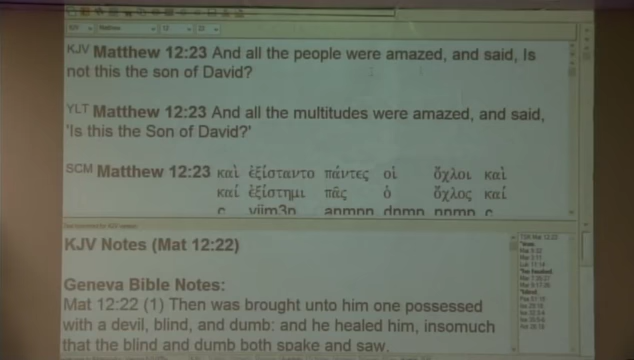 KJV Matthew 12:23 And all the people were amazed, and said, Is
not this the son of David?
YLT Matthew 12:23 And all the multitudes were amazed, and said,
'Is this the Son of David?'
SCM Matthew 12:23 καὶ ἐξίσταντο πάντες οἱ ὄχλοι καὶ
καί ἐξίστημι πᾶς ὁ ὄχλος καί
c viim3p anmpn dnmp nnmp c
KJV Notes (Mat 12:22)
Geneva Bible Notes:
Mat 12:22 (1) Then was brought unto him one possessed
with a devil, blind, and dumb: and he healed him, insomuch
that the blind and dumb both spake and saw.